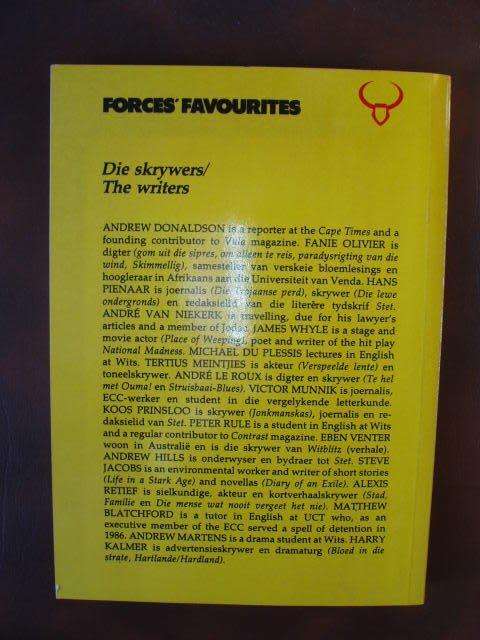 FORCES' FAVOURITES
Die skrywers/
The writers
ANDREW DONALDSON is a reporter at the Cape Times and a
founding contributor to Vula magazine. FANIE OLIVIER is
digter (gom uit die sipres, om alleen te reis, paradysrigting van die
wind, Skimmellig), samesteller van verskeie bloemlesings en
hoogleraar in Afrikaans aan die Universiteit van Venda. HANS
PIENAAR is joernalis (Die Trojaanse perd), skrywer (Die lewe
ondergronds) en redaksielid van die literêre tydskrif Stet.
ANDRÉ VAN NIEKERK is travelling, due for his lawyer's
articles and a member of Jodac. JAMES WHYLE is a stage and
movie actor (Place of Weeping), poet and writer of the hit play
National Madness. MICHAEL DU PLESSIS lectures in English
at Wits. TERTIUS MEINTJIES is akteur (Verspeelde lente) en
toneelskrywer. ANDRÉ LE ROUX is digter en skrywer (Te hel
met Ouma! en Struisbaai-Blues). VICTOR MUNNIK is joernalis,
ECC-werker en student in die vergelykende letterkunde.
KOOS PRINSLOO is skrywer (Jonkmanskas), joernalis en re-
daksielid van Stet. PETER RULE is a student in English at Wits
and a regular contributor to Contrast magazine. EBEN VENTER
woon in Australië en is die skrywer van Witblitz (verhale).
ANDREW HILLS is onderwyser en bydraer tot Stet. STEVE
JACOBS is an environmental worker and writer of short stories
(Life in a Stark Age) and novellas (Diary of an Exile). ALEXIS
RETIEF is sielkundige, akteur en kortverhaalskrywer (Stad,
Familie en Die mense wat nooit vergeet het nie). MATTHEW
BLATCHFORD is a tutor in English at UCT who, as an
executive member of the ECC served a spell of detention in
1986. ANDREW MARTENS is a drama student at Wits. HARRY
KALMER is advertensieskrywer en dramaturg (Bloed in die
strate, Hartlande/Hardland).